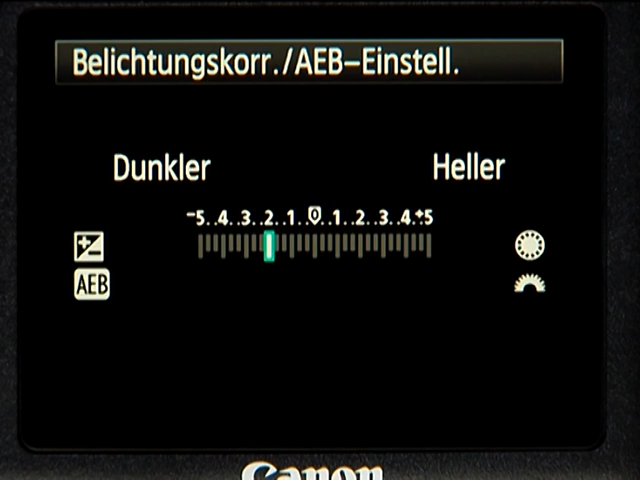 Belichtungskorr./AEB-Einstell.
Dunkler Heller
-5..4..3..2..1..0..1..2..3..4.+5
AEB
Canon